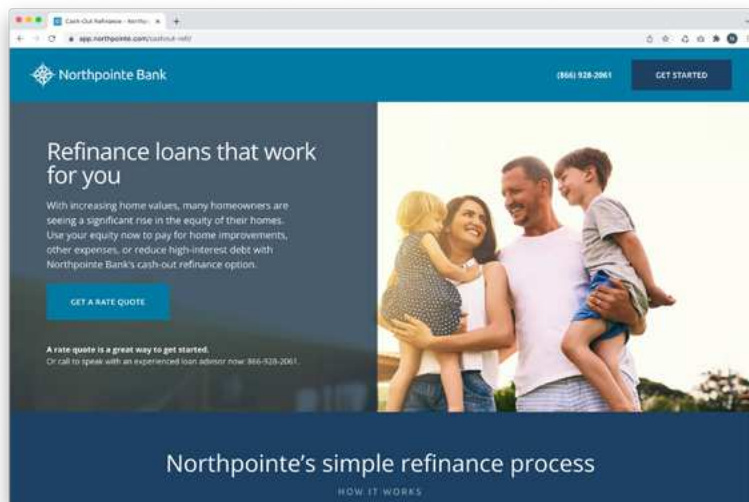 Cash-Out Refinance - Northp
app.northpointe.com/cashout-refi/
Northpointe Bank
(866) 928-2061
GET STARTED
Refinance loans that work
for you
With increasing home values, many homeowners are
seeing a significant rise in the equity of their homes.
Use your equity now to pay for home improvements,
other expenses, or reduce high-interest debt with
Northpointe Bank's cash-out refinance option.
GET A RATE QUOTE
A rate quote is a great way to get started.
Or call to speak with an experienced loan advisor now: 866-928-2061.
Northpointe's simple refinance process
HOW IT WORKS